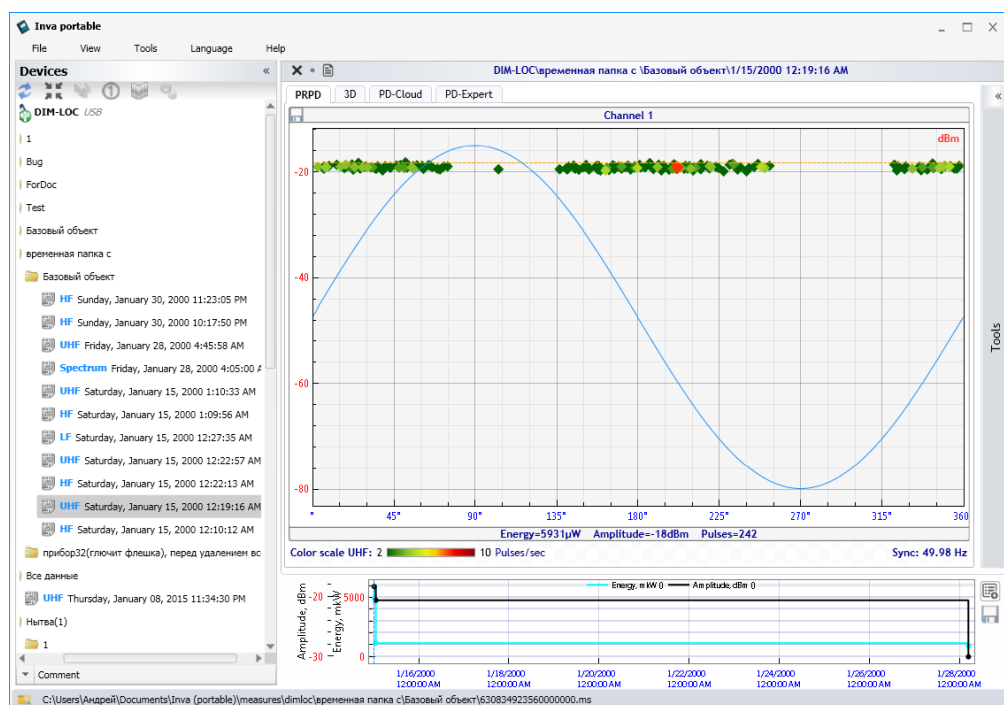 Inva portable
File View Tools Language Help
Devices «
DIM-LOC USB
1
Bug
ForDoc
Test
Базовый объект
временная папка с
Базовый объект
HF Sunday, January 30, 2000 11:23:05 PM
HF Sunday, January 30, 2000 10:17:50 PM
UHF Friday, January 28, 2000 4:45:58 AM
Spectrum Friday, January 28, 2000 4:05:00 A
UHF Saturday, January 15, 2000 1:10:33 AM
HF Saturday, January 15, 2000 1:09:56 AM
LF Saturday, January 15, 2000 12:27:35 AM
UHF Saturday, January 15, 2000 12:22:57 AM
HF Saturday, January 15, 2000 12:22:13 AM
UHF Saturday, January 15, 2000 12:19:16 AM
HF Saturday, January 15, 2000 12:10:12 AM
прибор32(глючит флешка), перед удалением вс
Все данные
UHF Thursday, January 08, 2015 11:34:30 PM
Нытва(1)
1
Comment
DIM-LOC\временная папка с \Базовый объект\1/15/2000 12:19:16 AM
PRPD 3D PD-Cloud PD-Expert
«
Tools
Channel 1
dBm
-20
-40
-60
-80
° 45° 90° 135° 180° 225° 270° 315° 360
Energy=5931µW Amplitude=-18dBm Pulses=242
Color scale UHF: 2 10 Pulses/sec Sync: 49.98 Hz
Energy, mkW () Amplitude, dBm ()
Amplitude, dBm
-20
-30
Energy, mkW
5000
0
1/16/2000 1/18/2000 1/20/2000 1/22/2000 1/24/2000 1/26/2000 1/28/2000
12:00:00 AM 12:00:00 AM 12:00:00 AM 12:00:00 AM 12:00:00 AM 12:00:00 AM 12:00:00 AM
C:\Users\Андрей\Documents\Inva (portable)\measures\dimloc\временная папка с\Базовый объект\630834923560000000.ms